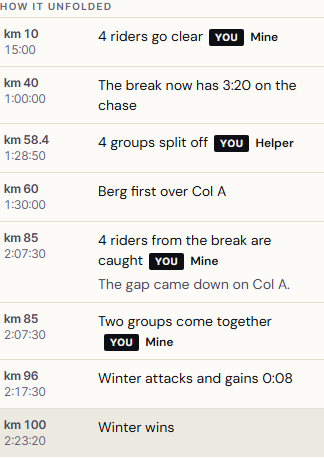 HOW IT UNFOLDED
km 10
15:00
4 riders go clear YOU Mine
km 40
1:00:00
The break now has 3:20 on the
chase
km 58.4
1:28:50
4 groups split off YOU Helper
km 60
1:30:00
Berg first over Col A
km 85
2:07:30
4 riders from the break are
caught YOU Mine
The gap came down on Col A.
km 85
2:07:30
Two groups come together
YOU Mine
km 96
2:17:30
Winter attacks and gains 0:08
km 100
2:23:20
Winter wins